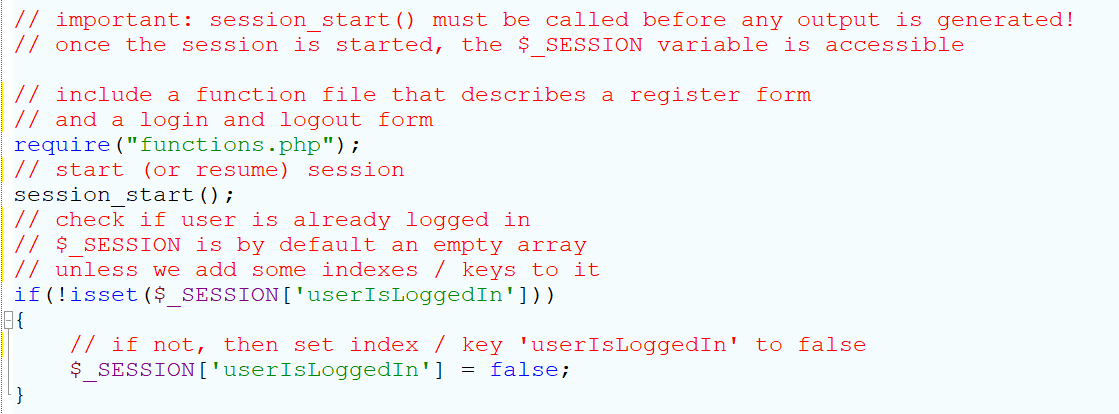 // important: session_start() must be called before any output is generated!
// once the session is started, the $_SESSION variable is accessible
// include a function file that describes a register form
// and a login and logout form
require("functions.php");
// start (or resume) session
session_start();
// check if user is already logged in
// $_SESSION is by default an empty array
// unless we add some indexes / keys to it
if(!isset($_SESSION['userIsLoggedIn']))
{
    // if not, then set index / key 'userIsLoggedIn' to false
    $_SESSION['userIsLoggedIn'] = false;
}